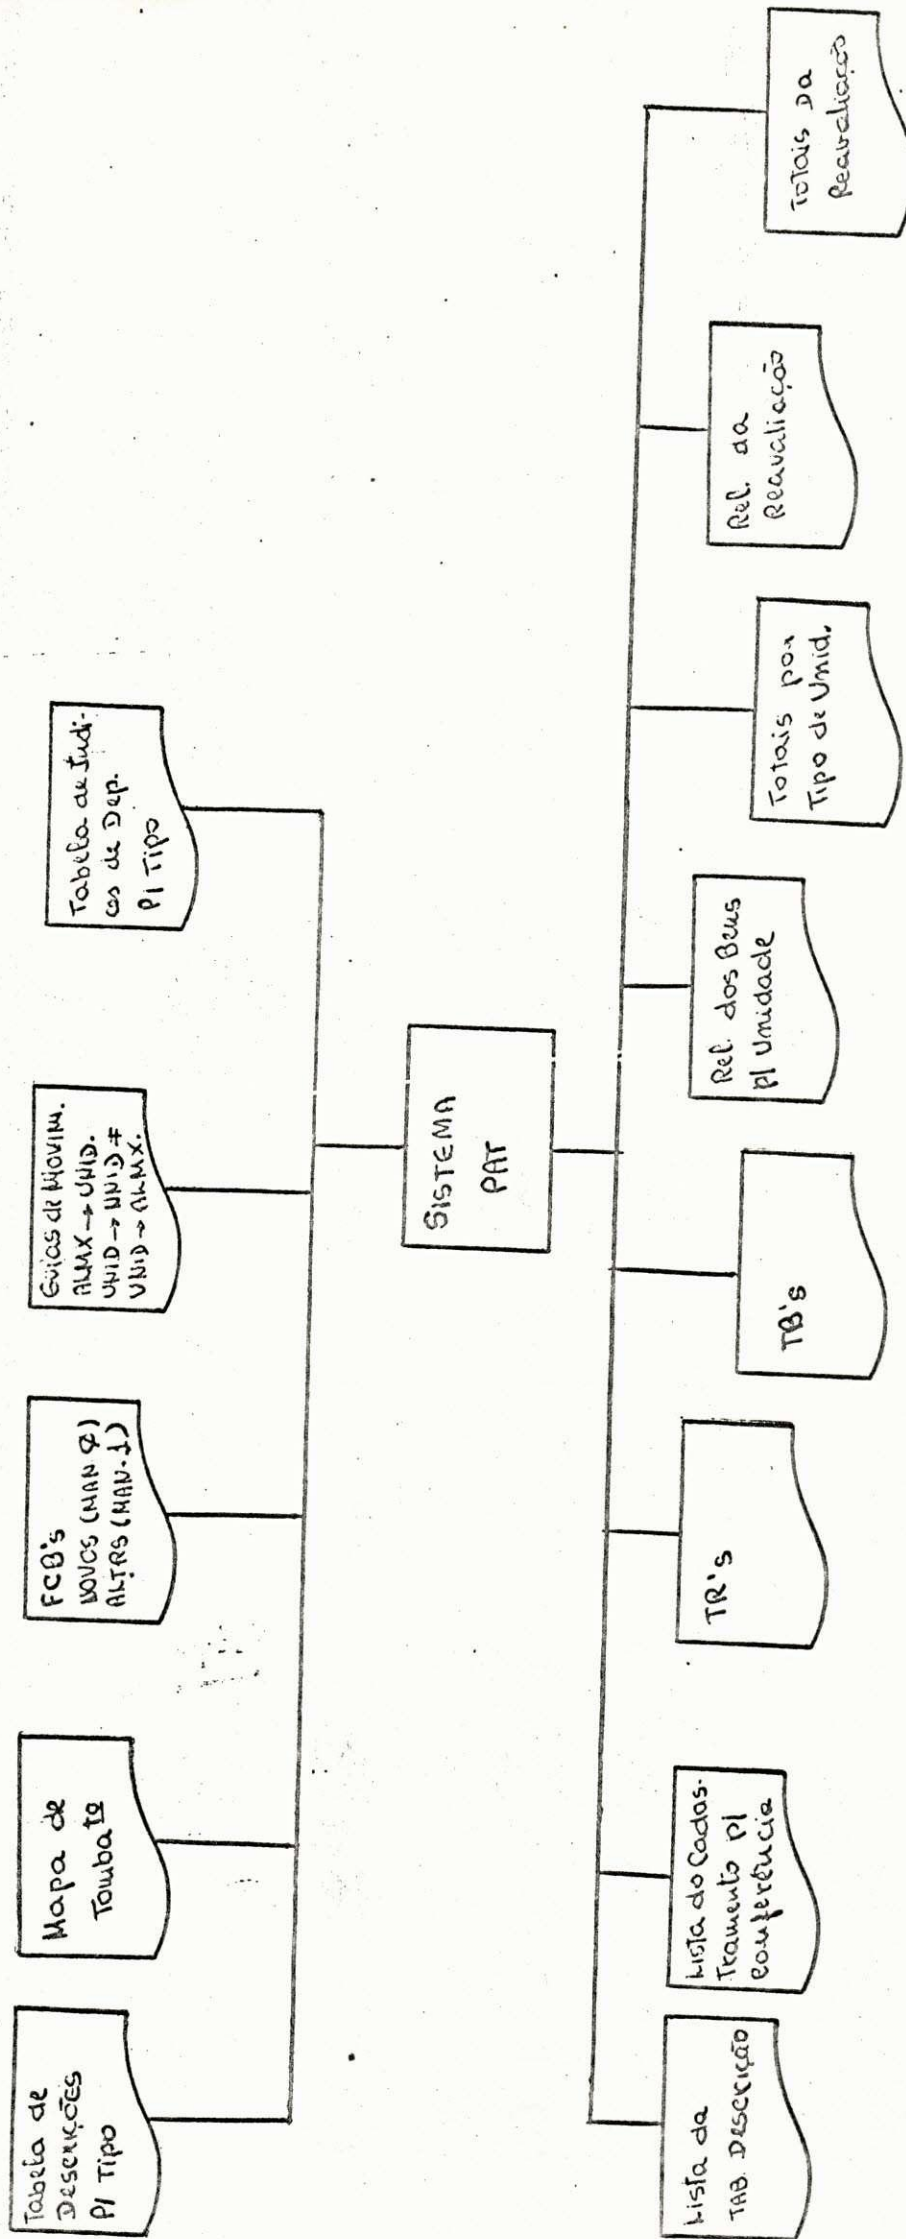 Tabela de
Descrições
P/ Tipo
Mapa de
Tombato
FCB's
NOVOS (MAN Ø)
ALTRS (MAN.1)
Guias de Movim.
ALMX → UNID.
UNID → UNID ≠
UNID → ALMX.
Tabela de Indi-
ces de Dep.
P/ Tipo
SISTEMA
PAT
Lista da
TAB. DESCRIÇÃO
Lista do Cadas-
Tramento p/
Conferência
TR's
TB's
Rel. dos Bens
p/ Unidade
Totais por
Tipo de Unid.
Rel. da
Reavaliação
Totais Da
Reavaliação